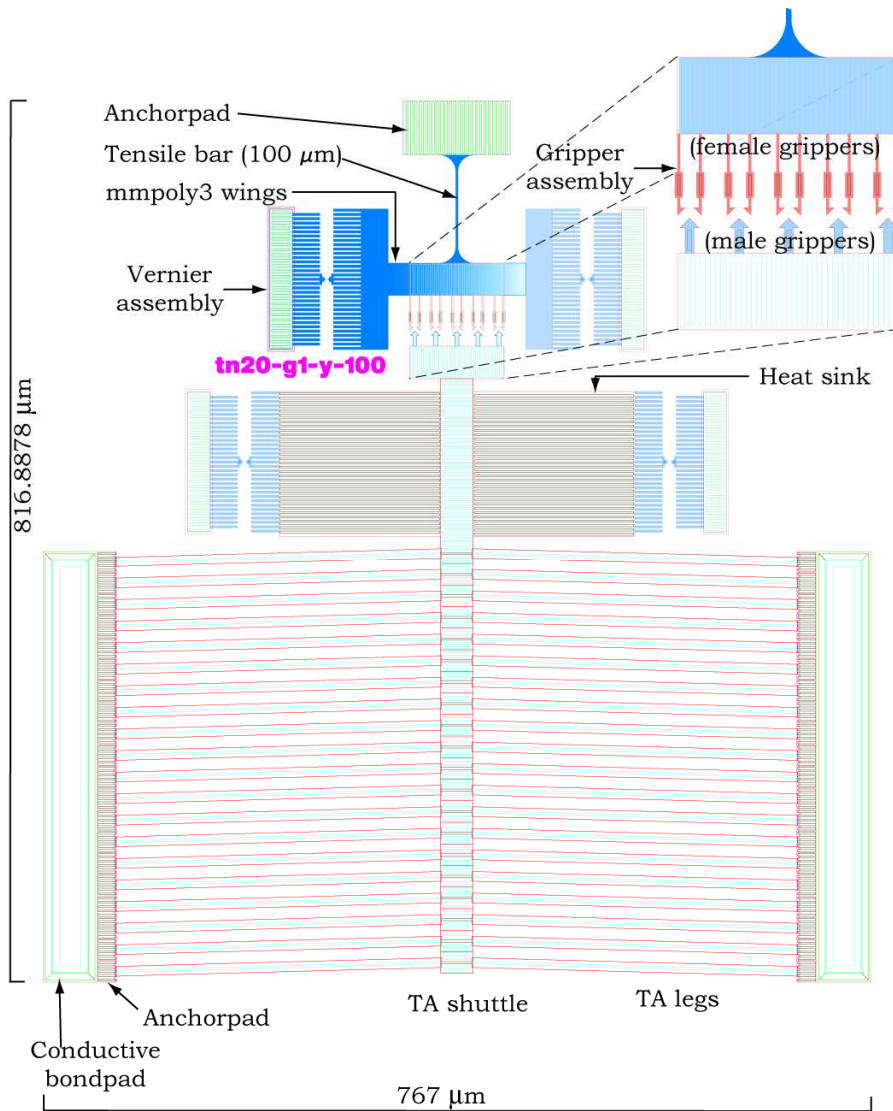 Anchorpad
Tensile bar (100 μm)
mmpoly3 wings
Gripper
assembly
(female grippers)
(male grippers)
Vernier
assembly
tn20-g1-y-100
Heat sink
816.8878 μm
TA shuttle
TA legs
Anchorpad
Conductive
bondpad
767 μm